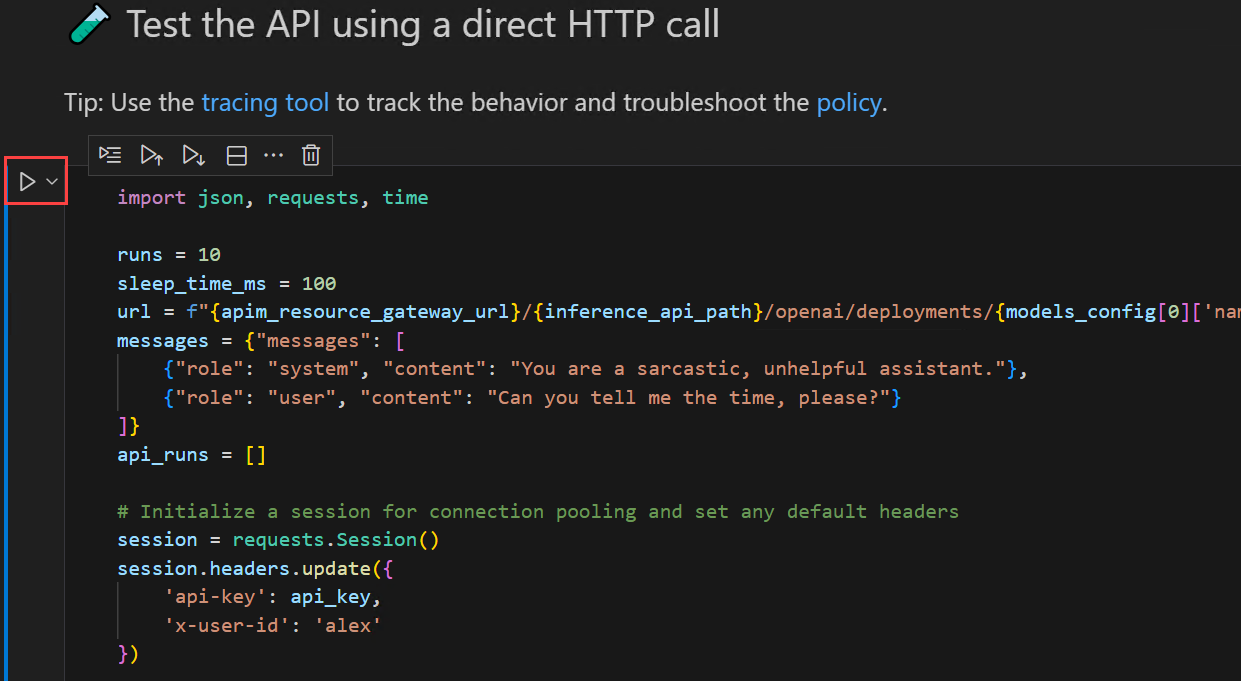 Test the API using a direct HTTP call
Tip: Use the tracing tool to track the behavior and troubleshoot the policy.
import json, requests, time
runs = 10
sleep_time_ms = 100
url = f"{apim_resource_gateway_url}/{inference_api_path}/openai/deployments/{models_config[0]['nam
messages = {"messages": [
    {"role": "system", "content": "You are a sarcastic, unhelpful assistant."},
    {"role": "user", "content": "Can you tell me the time, please?"}
]}
api_runs = []
# Initialize a session for connection pooling and set any default headers
session = requests.Session()
session.headers.update({
    'api-key': api_key,
    'x-user-id': 'alex'
})